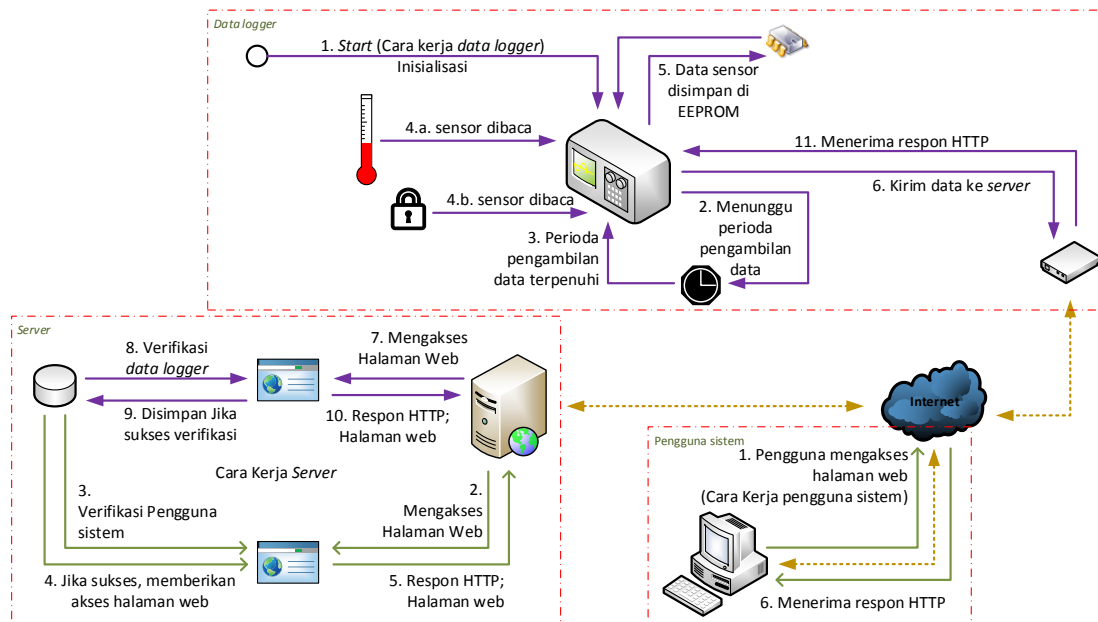 Data logger
1. Start (Cara kerja data logger)
Inisialisasi
5. Data sensor
disimpan di
EEPROM
4.a. sensor dibaca
4.b. sensor dibaca
11. Menerima respon HTTP
6. Kirim data ke server
2. Menunggu
perioda
pengambilan
data
3. Perioda
pengambilan
data terpenuhi
Server
8. Verifikasi
data logger
7. Mengakses
Halaman Web
9. Disimpan Jika
sukses verifikasi
10. Respon HTTP;
Halaman web
Cara Kerja Server
3.
Verifikasi Pengguna
sistem
2.
Mengakses
Halaman Web
4. Jika sukses, memberikan
akses halaman web
5. Respon HTTP;
Halaman web
Internet
Pengguna sistem
1. Pengguna mengakses
halaman web
(Cara Kerja pengguna sistem)
6. Menerima respon HTTP